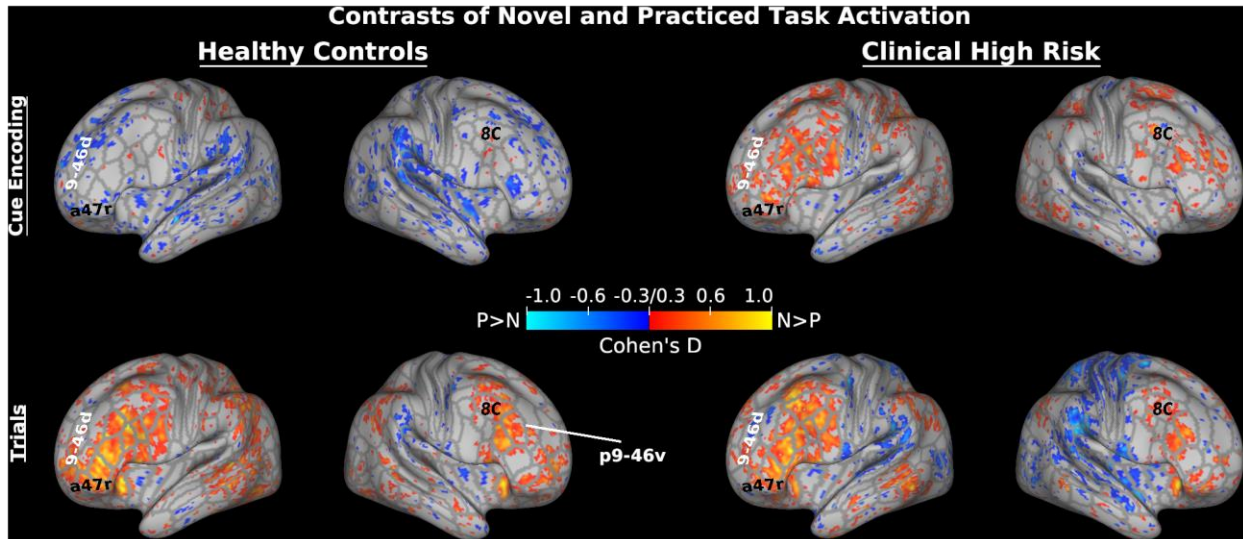 Contrasts of Novel and Practiced Task Activation
Healthy Controls
Clinical High Risk
Cue Encoding
9-46d
a47r
8C
9-46d
a47r
8C
-1.0 -0.6 -0.3/0.3 0.6 1.0
P>N
N>P
Cohen's D
Trials
9-46d
a47r
8C
p9-46v
9-46d
a47r
8C